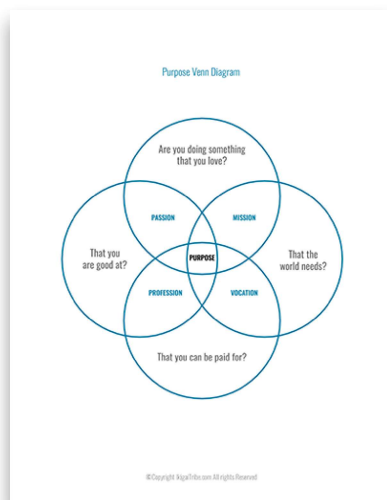 Purpose Venn Diagram
Are you doing something
that you love?
PASSION
MISSION
That you
are good at?
PURPOSE
That the
world needs?
PROFESSION
VOCATION
That you can be paid for?
©Copyright IkigaiTribe.com All rights Reserved